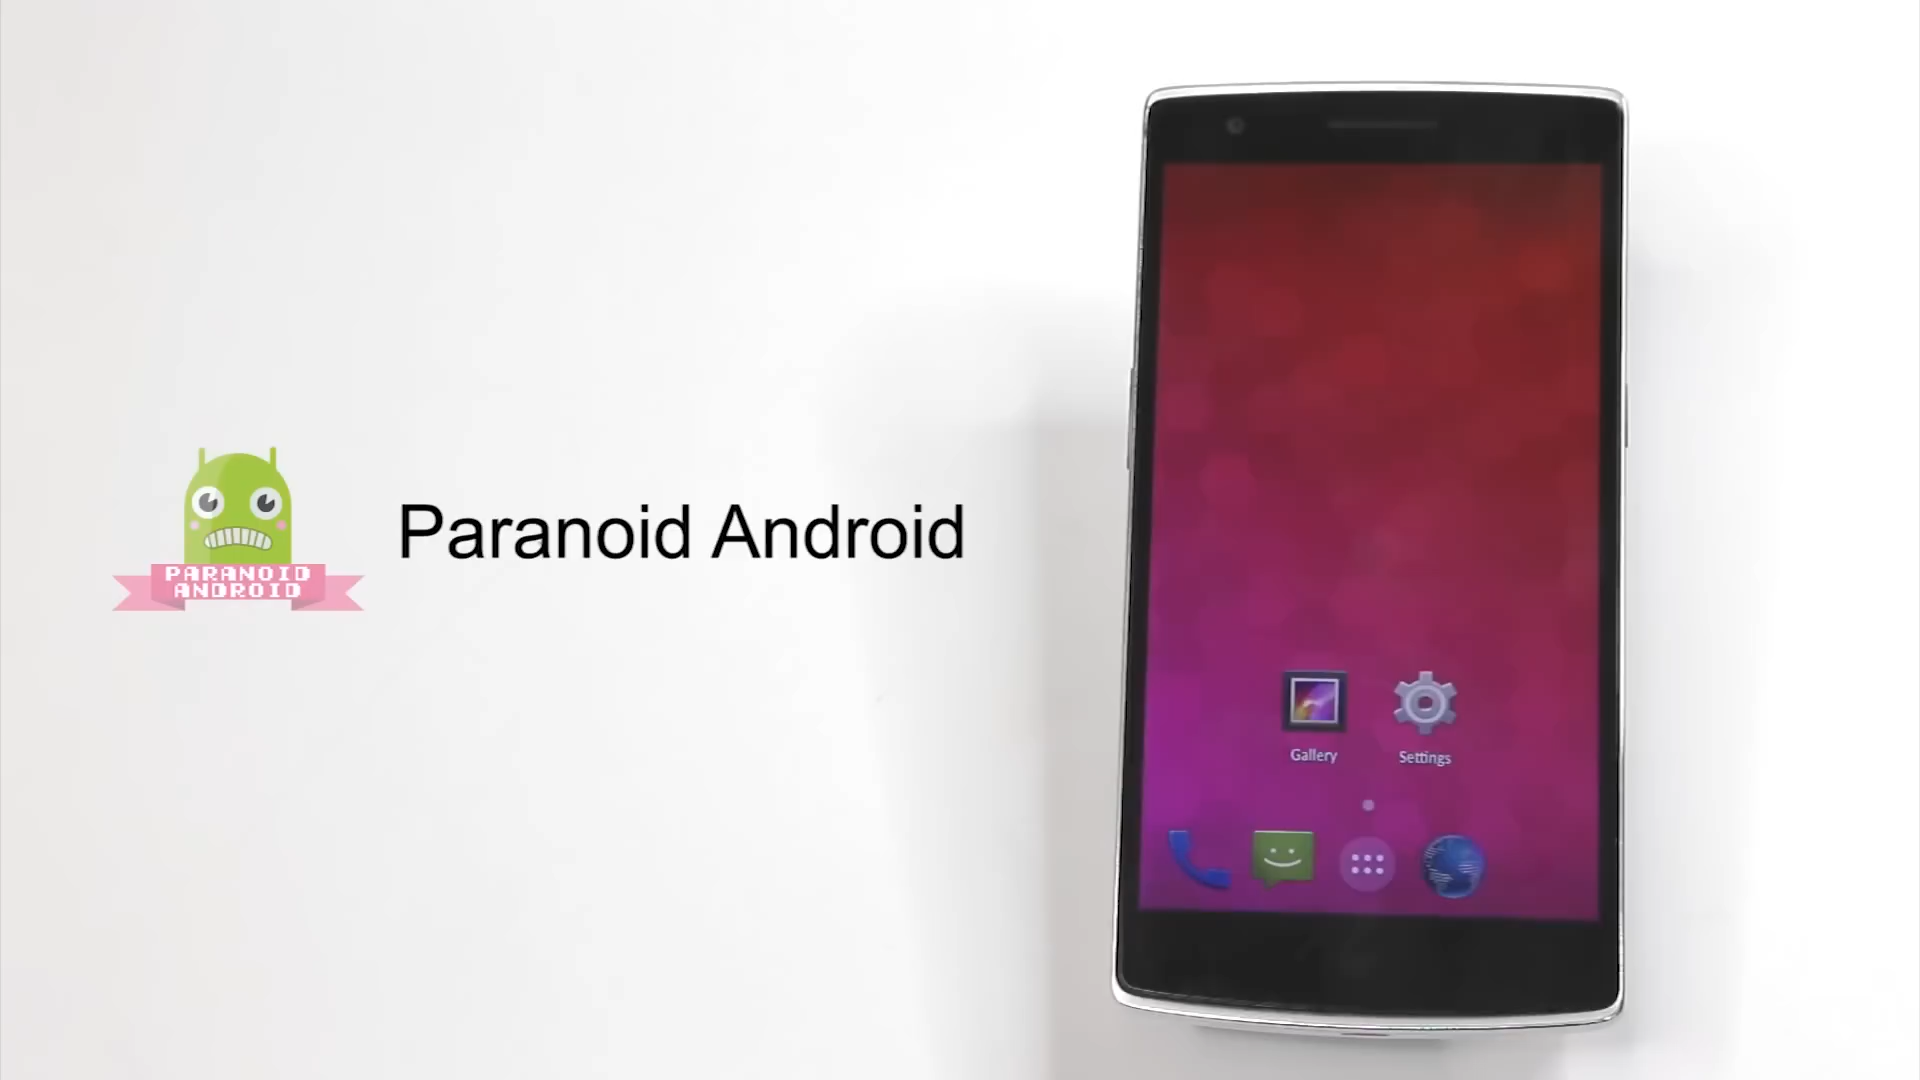 PARANOID
ANDROID
Paranoid Android
Gallery
Settings